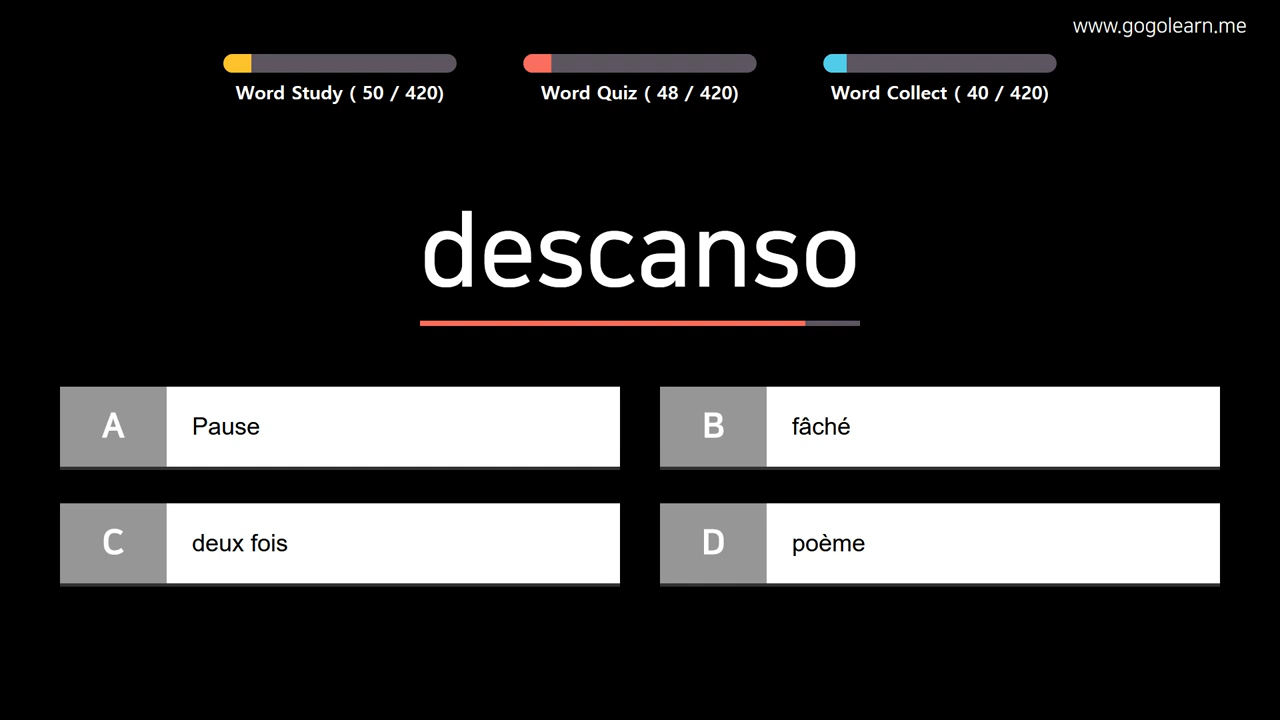 www.gogolearn.me
Word Study ( 50 / 420)
Word Quiz ( 48 / 420)
Word Collect ( 40 / 420)
descanso
A Pause
B fâché
C deux fois
D poème